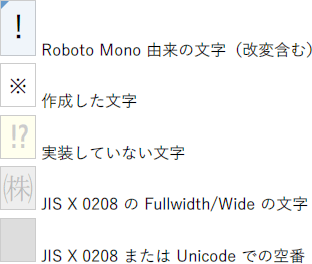 ! Roboto Mono 由来の文字（改変含む）
※ 作成した文字
⁉ 実装していない文字
㈱ JIS X 0208 の Fullwidth/Wide の文字
JIS X 0208 または Unicode での空番